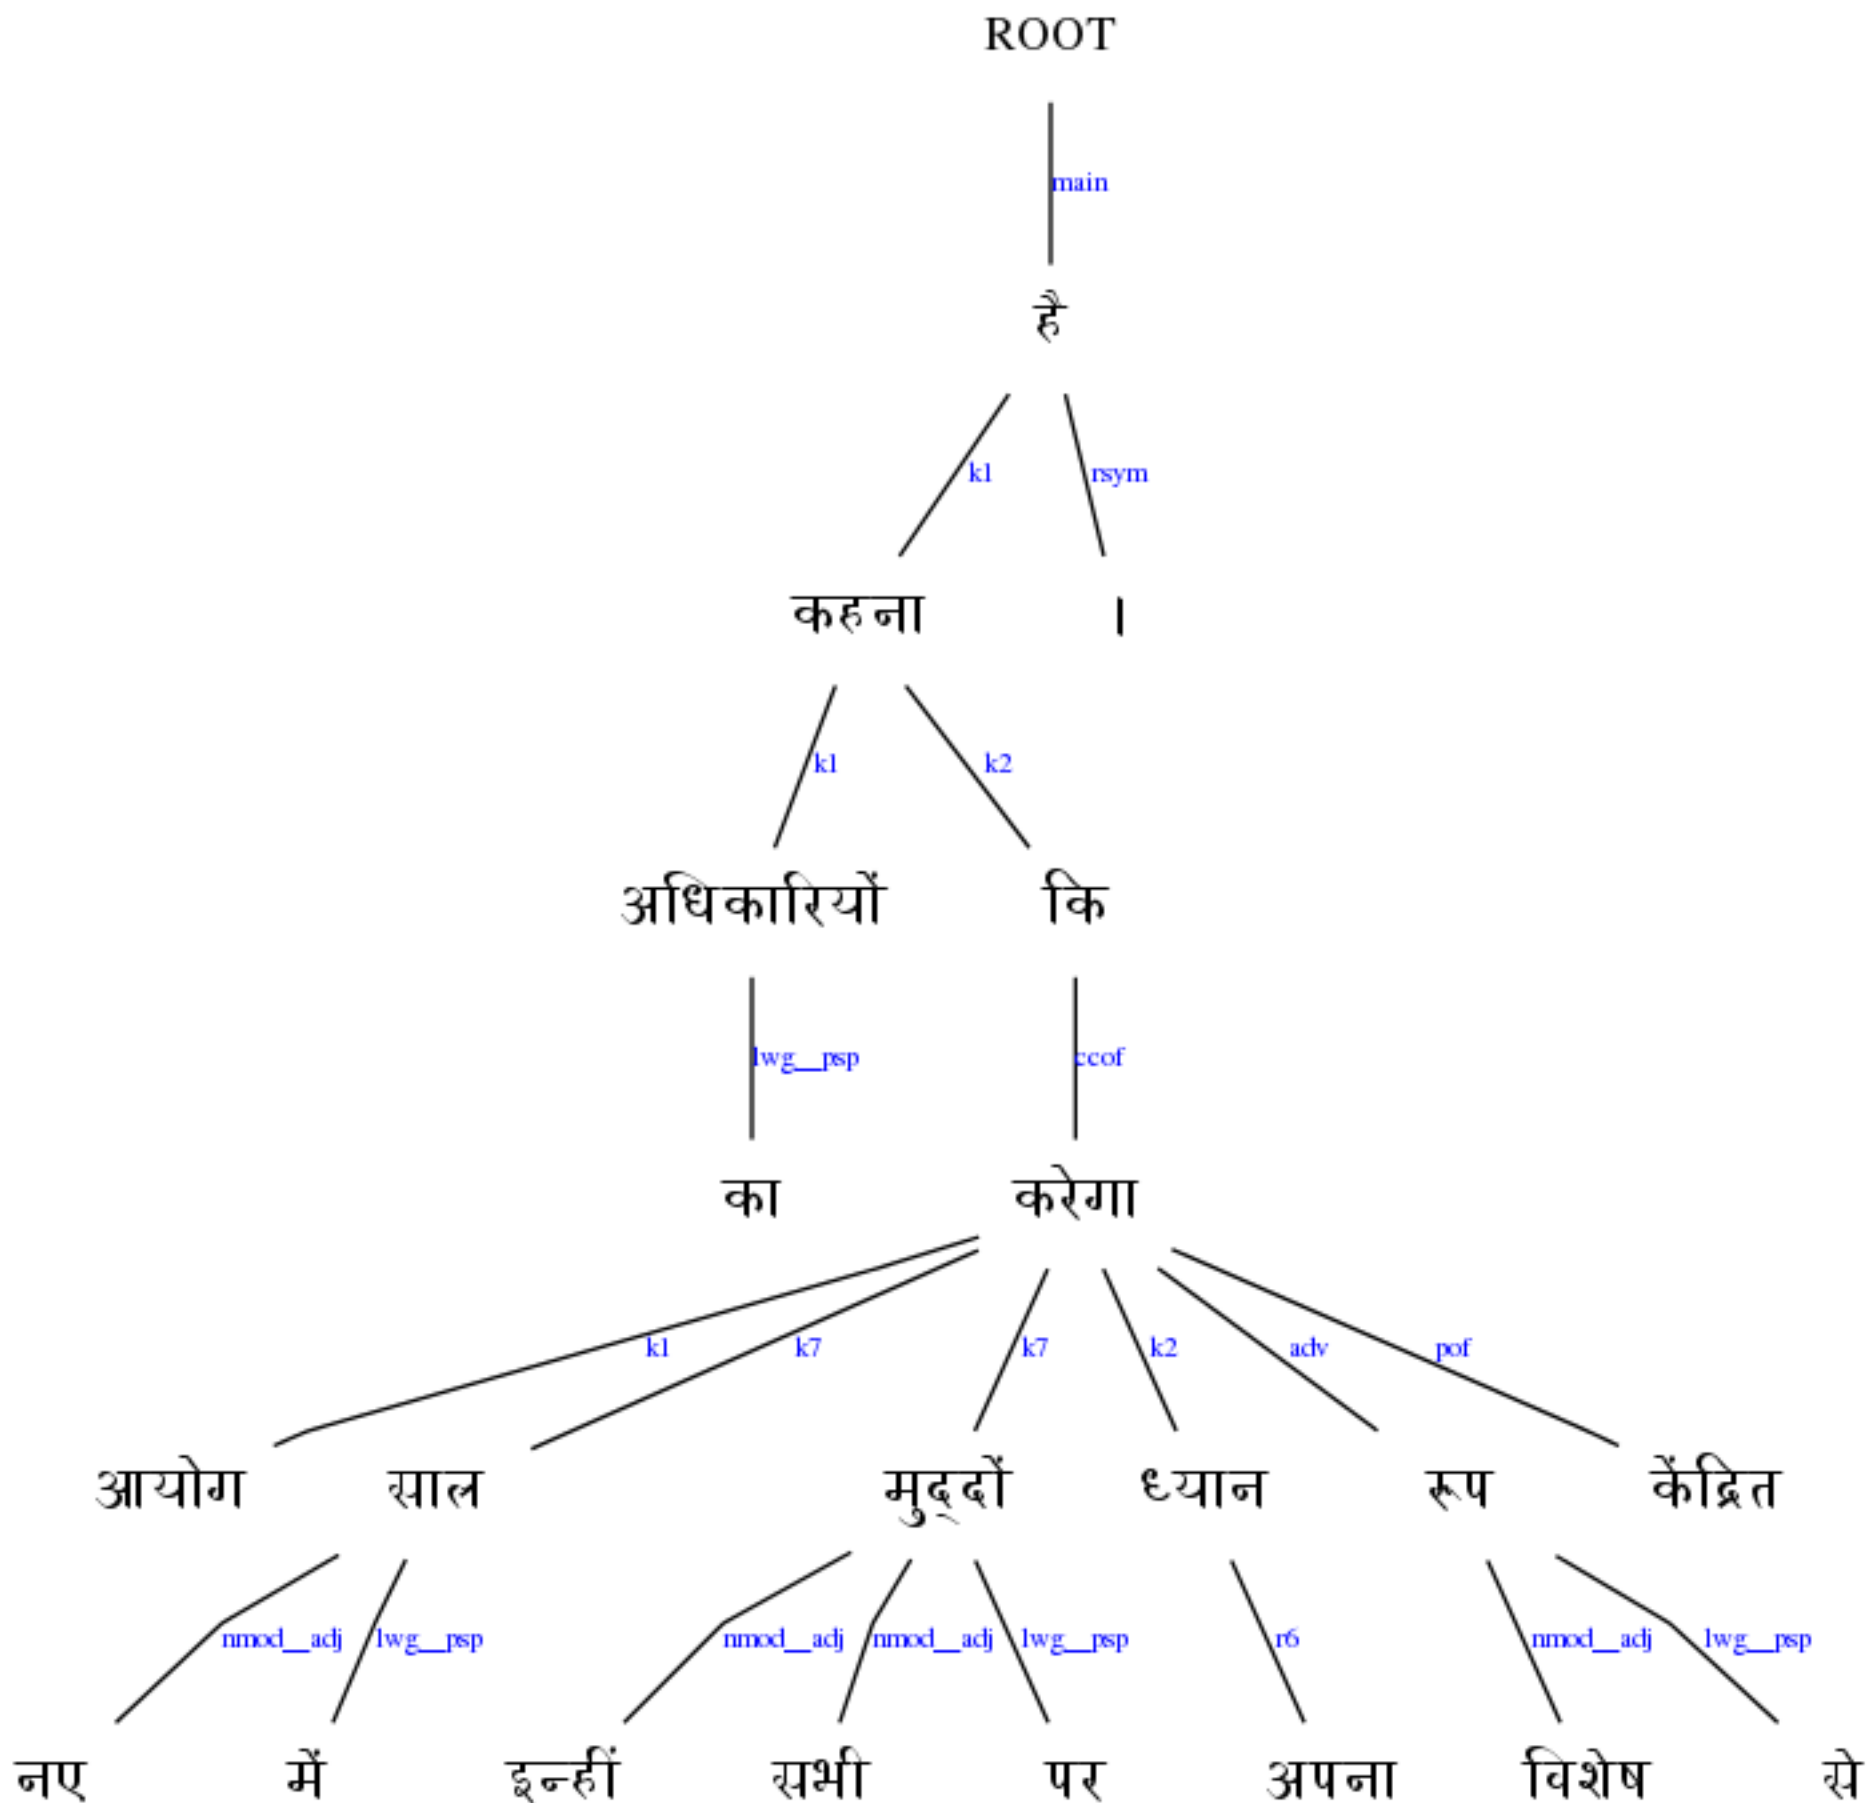 ROOT
main
है
k1 rsym
कहना ।
k1 k2
अधिकारियों कि
lwg__psp ccof
का करेगा
k1 k7 k7 k2 adv pof
आयोग साल मुद्दों ध्यान रूप केंद्रित
nmod__adj lwg__psp nmod__adj nmod__adj lwg__psp r6 nmod__adj lwg__psp
नए में इन्हीं सभी पर अपना विशेष से